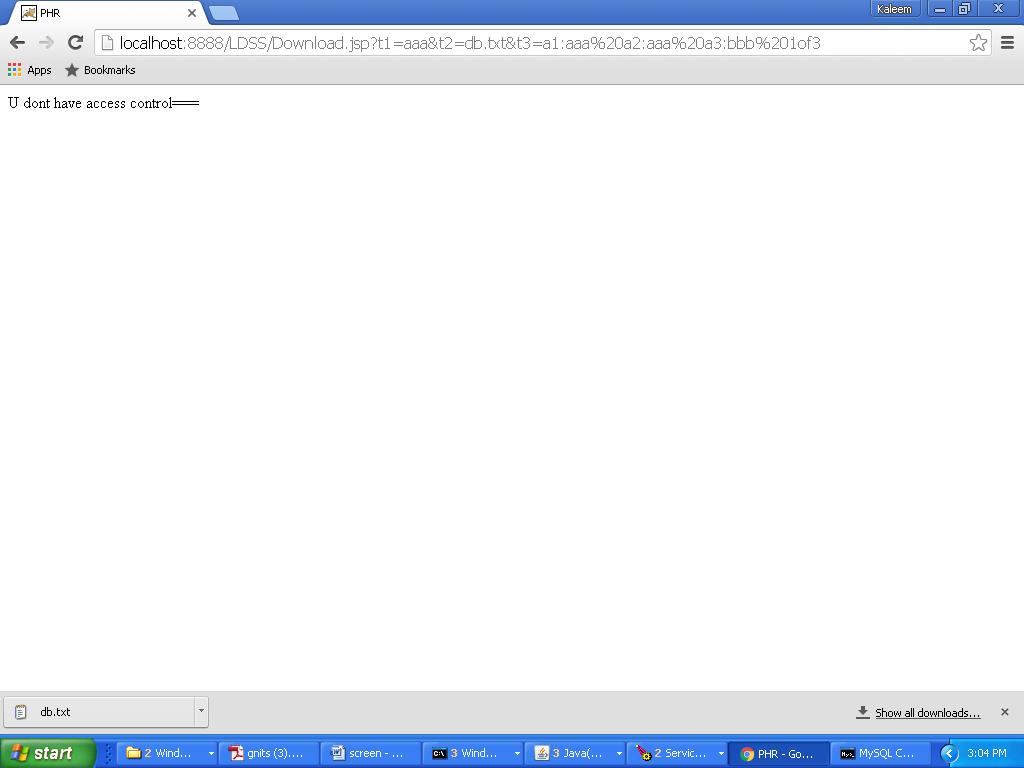 PHR
Kaleem
localhost:8888/LDSS/Download.jsp?t1=aaa&t2=db.txt&t3=a1:aaa%20a2:aaa%20a3:bbb%201of3
Apps Bookmarks
U dont have access control====
db.txt
Show all downloads...
start 2 Wind... gnits (3).... screen - ... 3 Wind... 3 Java(... 2 Servic... PHR - Go... MySQL C... 3:04 PM